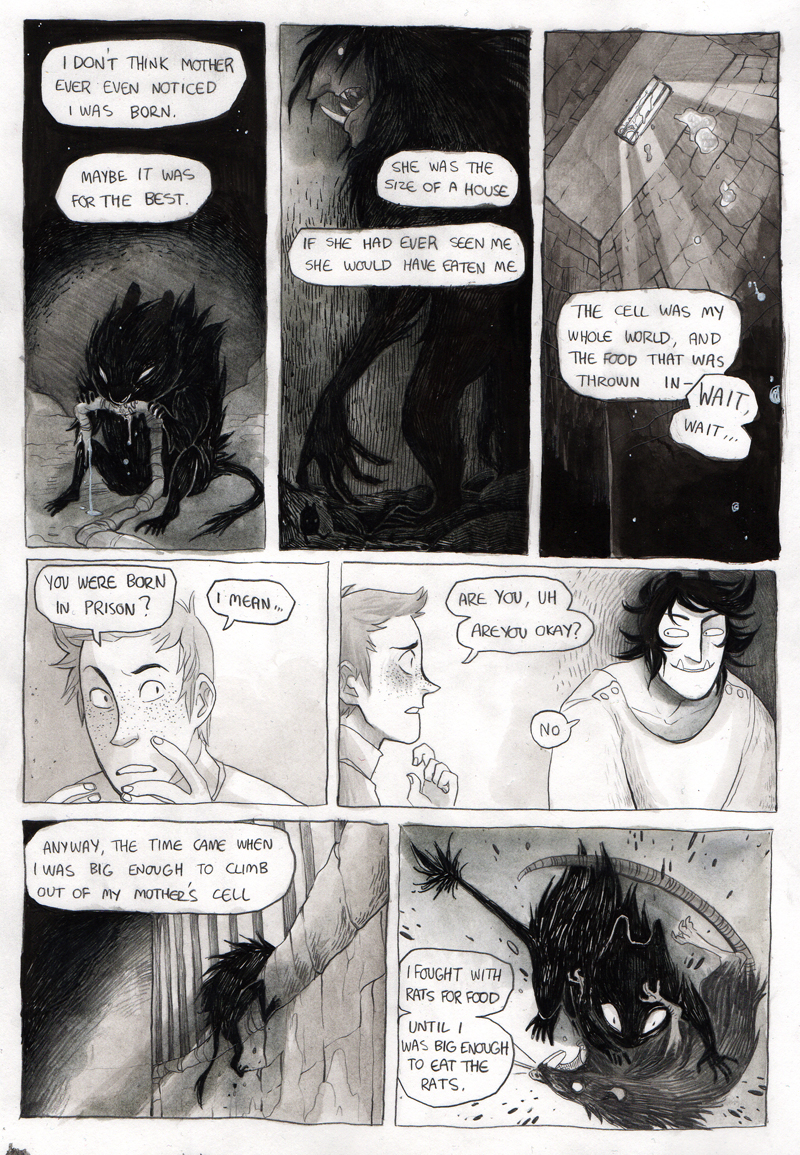 I DON'T THINK MOTHER
EVER EVEN NOTICED
I WAS BORN.
MAYBE IT WAS
FOR THE BEST.
SHE WAS THE
SIZE OF A HOUSE
IF SHE HAD EVER SEEN ME
SHE WOULD HAVE EATEN ME
THE CELL WAS MY
WHOLE WORLD, AND
THE FOOD THAT WAS
THROWN IN-
WAIT,
WAIT...
YOU WERE BORN
IN PRISON?
I MEAN...
ARE YOU, UH
ARE YOU OKAY?
NO
ANYWAY, THE TIME CAME WHEN
I WAS BIG ENOUGH TO CLIMB
OUT OF MY MOTHER'S CELL
I FOUGHT WITH
RATS FOR FOOD
UNTIL I
WAS BIG ENOUGH
TO EAT THE
RATS.